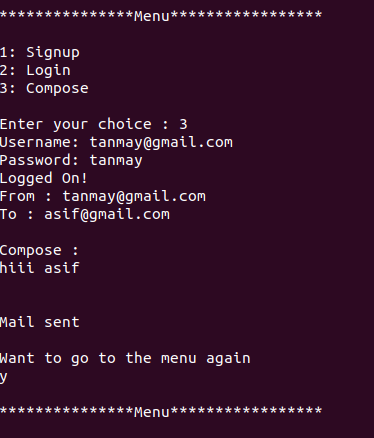 ***************Menu*****************
1: Signup
2: Login
3: Compose
Enter your choice : 3
Username: tanmay@gmail.com
Password: tanmay
Logged On!
From : tanmay@gmail.com
To : asif@gmail.com
Compose :
hiii asif
Mail sent
Want to go to the menu again
y
***************Menu*****************